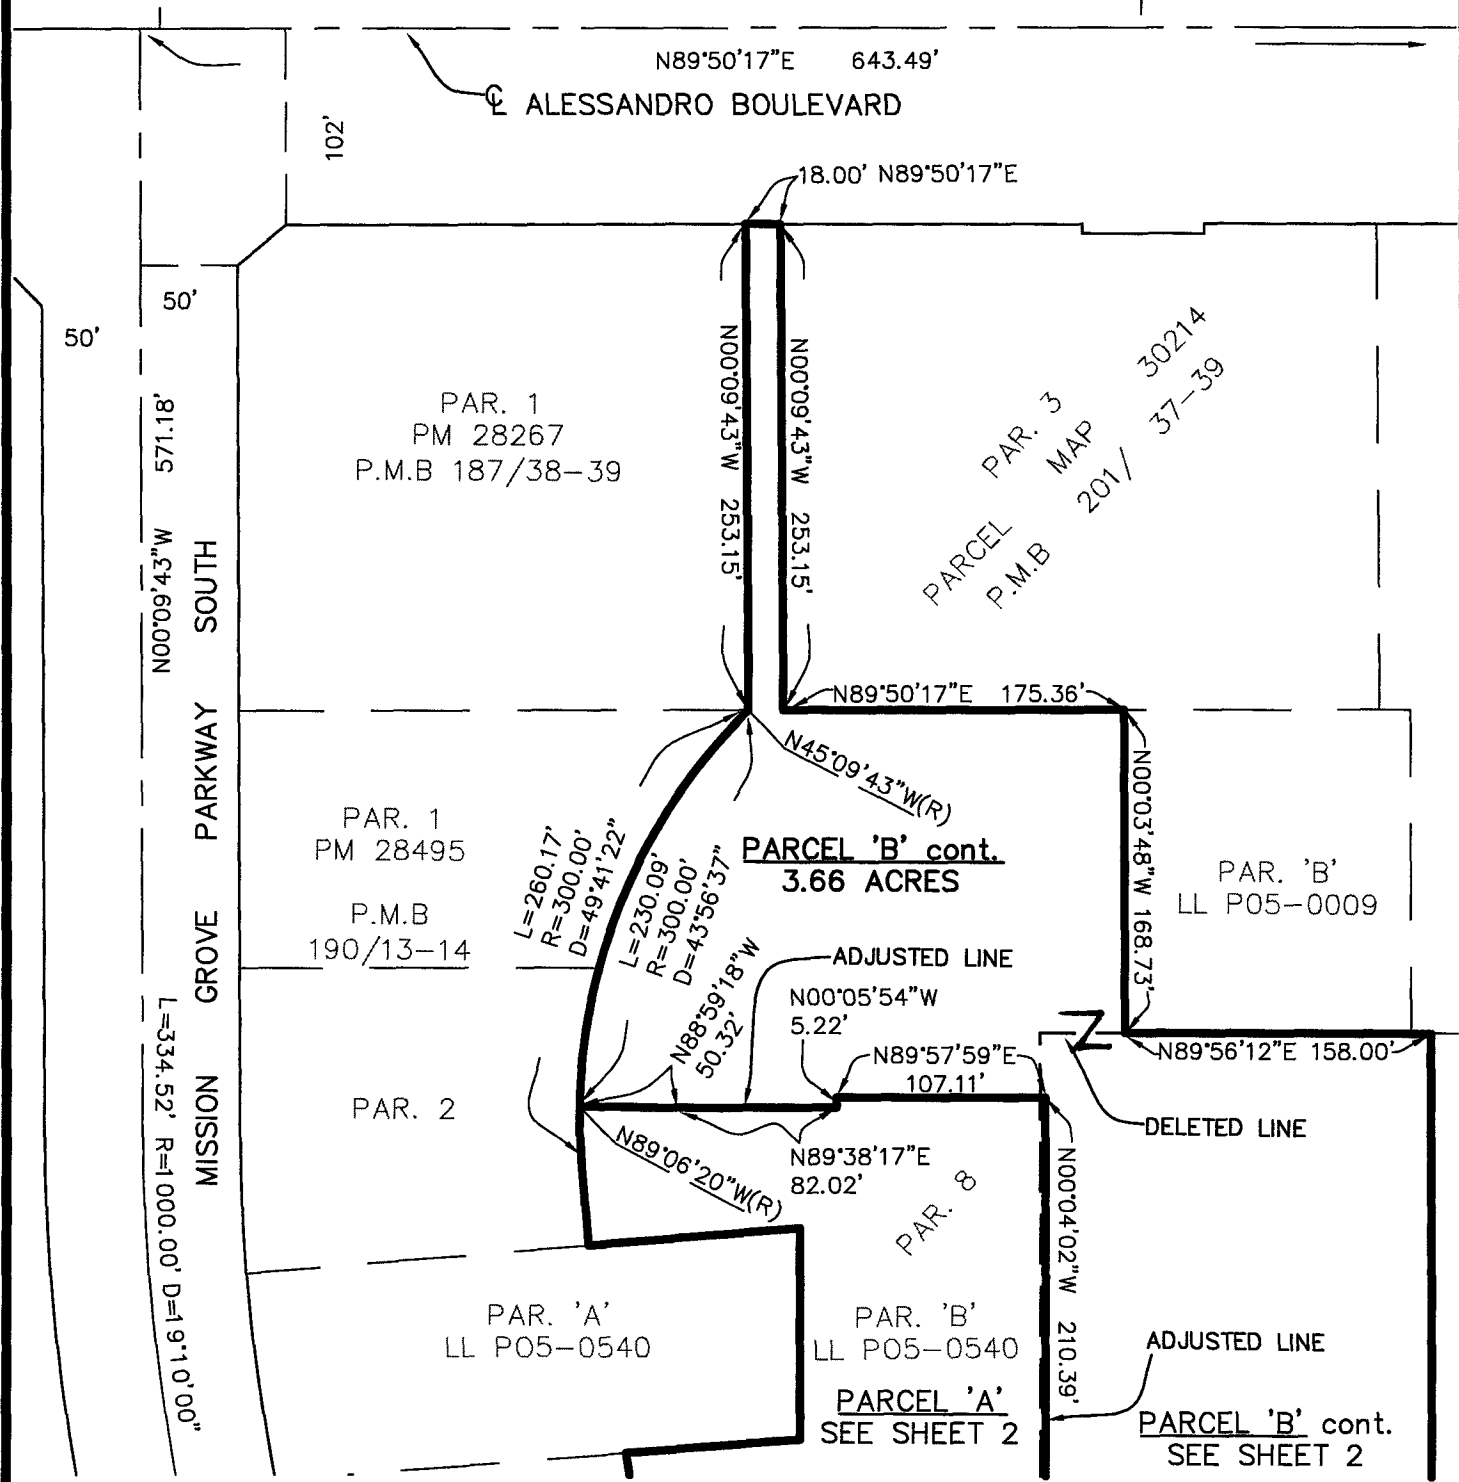 N89°50'17"E 643.49'
℄ ALESSANDRO BOULEVARD
102'
18.00' N89°50'17"E
50'
50'
N00°09'43"W 571.18'
MISSION GROVE PARKWAY SOUTH
L=334.52' R=1000.00' D=19°10'00"
PAR. 1
PM 28267
P.M.B 187/38-39
N00°09'43"W 253.15'
N00°09'43"W 253.15'
PAR. 3
PARCEL MAP 30214
P.M.B 201/ 37-39
N89°50'17"E 175.36'
N45°09'43"W(R)
N00°03'48"W 168.73'
PAR. 1
PM 28495
P.M.B
190/13-14
L=260.17'
R=300.00'
D=49°41'22"
L=230.09'
R=300.00'
D=43°56'37"
PARCEL 'B' cont.
3.66 ACRES
PAR. 'B'
LL P05-0009
N88°59'18"W
50.32'
ADJUSTED LINE
N00°05'54"W
5.22'
N89°57'59"E
107.11'
N89°56'12"E 158.00'
PAR. 2
DELETED LINE
N89°06'20"W(R)
N89°38'17"E
82.02'
PAR. 8
N00°04'02"W 210.39'
PAR. 'A'
LL P05-0540
PAR. 'B'
LL P05-0540
ADJUSTED LINE
PARCEL 'A'
SEE SHEET 2
PARCEL 'B' cont.
SEE SHEET 2